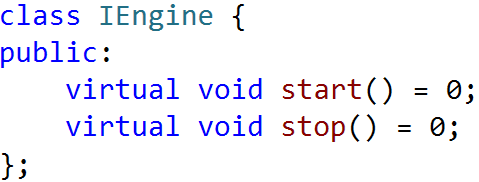 class IEngine {
public:
    virtual void start() = 0;
    virtual void stop() = 0;
};